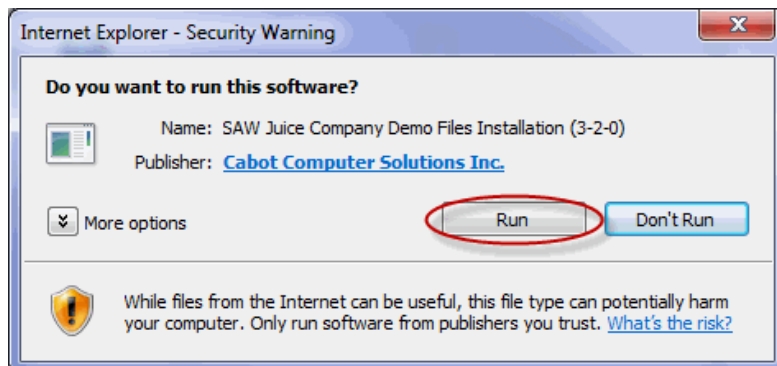 Internet Explorer - Security Warning
X
Do you want to run this software?
Name: SAW Juice Company Demo Files Installation (3-2-0)
Publisher: Cabot Computer Solutions Inc.
More options
Run
Don't Run
While files from the Internet can be useful, this file type can potentially harm
your computer. Only run software from publishers you trust. What's the risk?